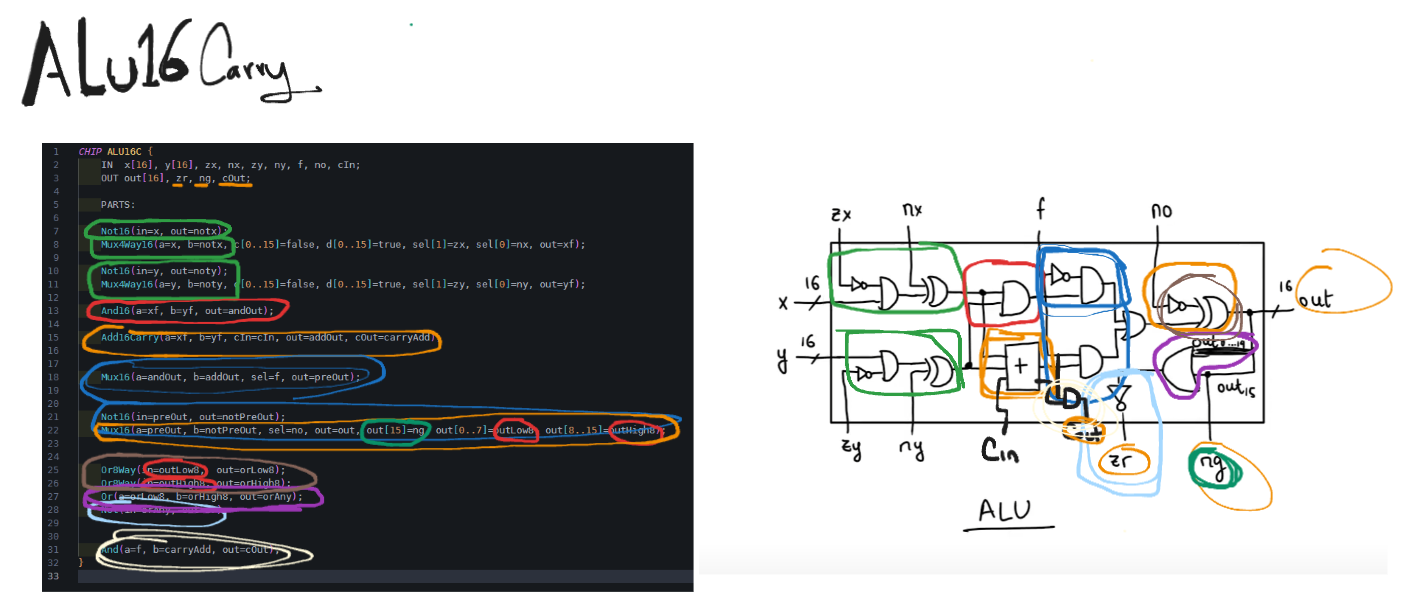 ALU16 Carry
1 CHIP ALU16C {
2 IN x[16], y[16], zx, nx, zy, ny, f, no, cIn;
3 OUT out[16], zr, ng, cOut;
4
5 PARTS:
6
7 Not16(in=x, out=notx);
8 Mux4Way16(a=x, b=notx, c[0..15]=false, d[0..15]=true, sel[1]=zx, sel[0]=nx, out=xf);
9
10 Not16(in=y, out=noty);
11 Mux4Way16(a=y, b=noty, c[0..15]=false, d[0..15]=true, sel[1]=zy, sel[0]=ny, out=yf);
12
13 And16(a=xf, b=yf, out=andOut);
14
15 Add16Carry(a=xf, b=yf, cIn=cIn, out=addOut, cOut=carryAdd)
16
17
18 Mux16(a=andOut, b=addOut, sel=f, out=preOut);
19
20
21 Not16(in=preOut, out=notPreOut);
22 Mux16(a=preOut, b=notPreOut, sel=no, out=out, out[15]=ng, out[0..7]=outLow8, out[8..15]=outHigh8);
23
24
25 Or8Way(in=outLow8, out=orLow8);
26 Or8Way(in=outHigh8, out=orHigh8);
27 Or(a=orLow8, b=orHigh8, out=orAny);
28
29
30
31 And(a=f, b=carryAdd, out=cOut);
32 }
33
zx nx f no
x 16
16 out
y 16
+
out15
zy ny Cin zr ng
ALU